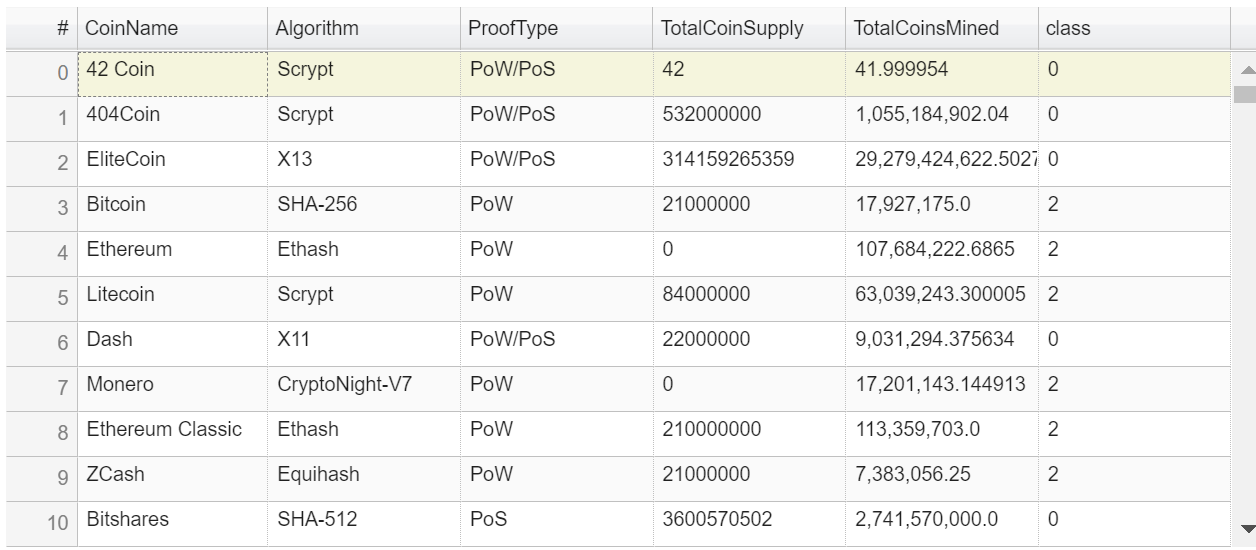 # CoinName Algorithm ProofType TotalCoinSupply TotalCoinsMined class
0 42 Coin Scrypt PoW/PoS 42 41.999954 0
1 404Coin Scrypt PoW/PoS 532000000 1,055,184,902.04 0
2 EliteCoin X13 PoW/PoS 314159265359 29,279,424,622.5027 0
3 Bitcoin SHA-256 PoW 21000000 17,927,175.0 2
4 Ethereum Ethash PoW 0 107,684,222.6865 2
5 Litecoin Scrypt PoW 84000000 63,039,243.300005 2
6 Dash X11 PoW/PoS 22000000 9,031,294.375634 0
7 Monero CryptoNight-V7 PoW 0 17,201,143.144913 2
8 Ethereum Classic Ethash PoW 210000000 113,359,703.0 2
9 ZCash Equihash PoW 21000000 7,383,056.25 2
10 Bitshares SHA-512 PoS 3600570502 2,741,570,000.0 0